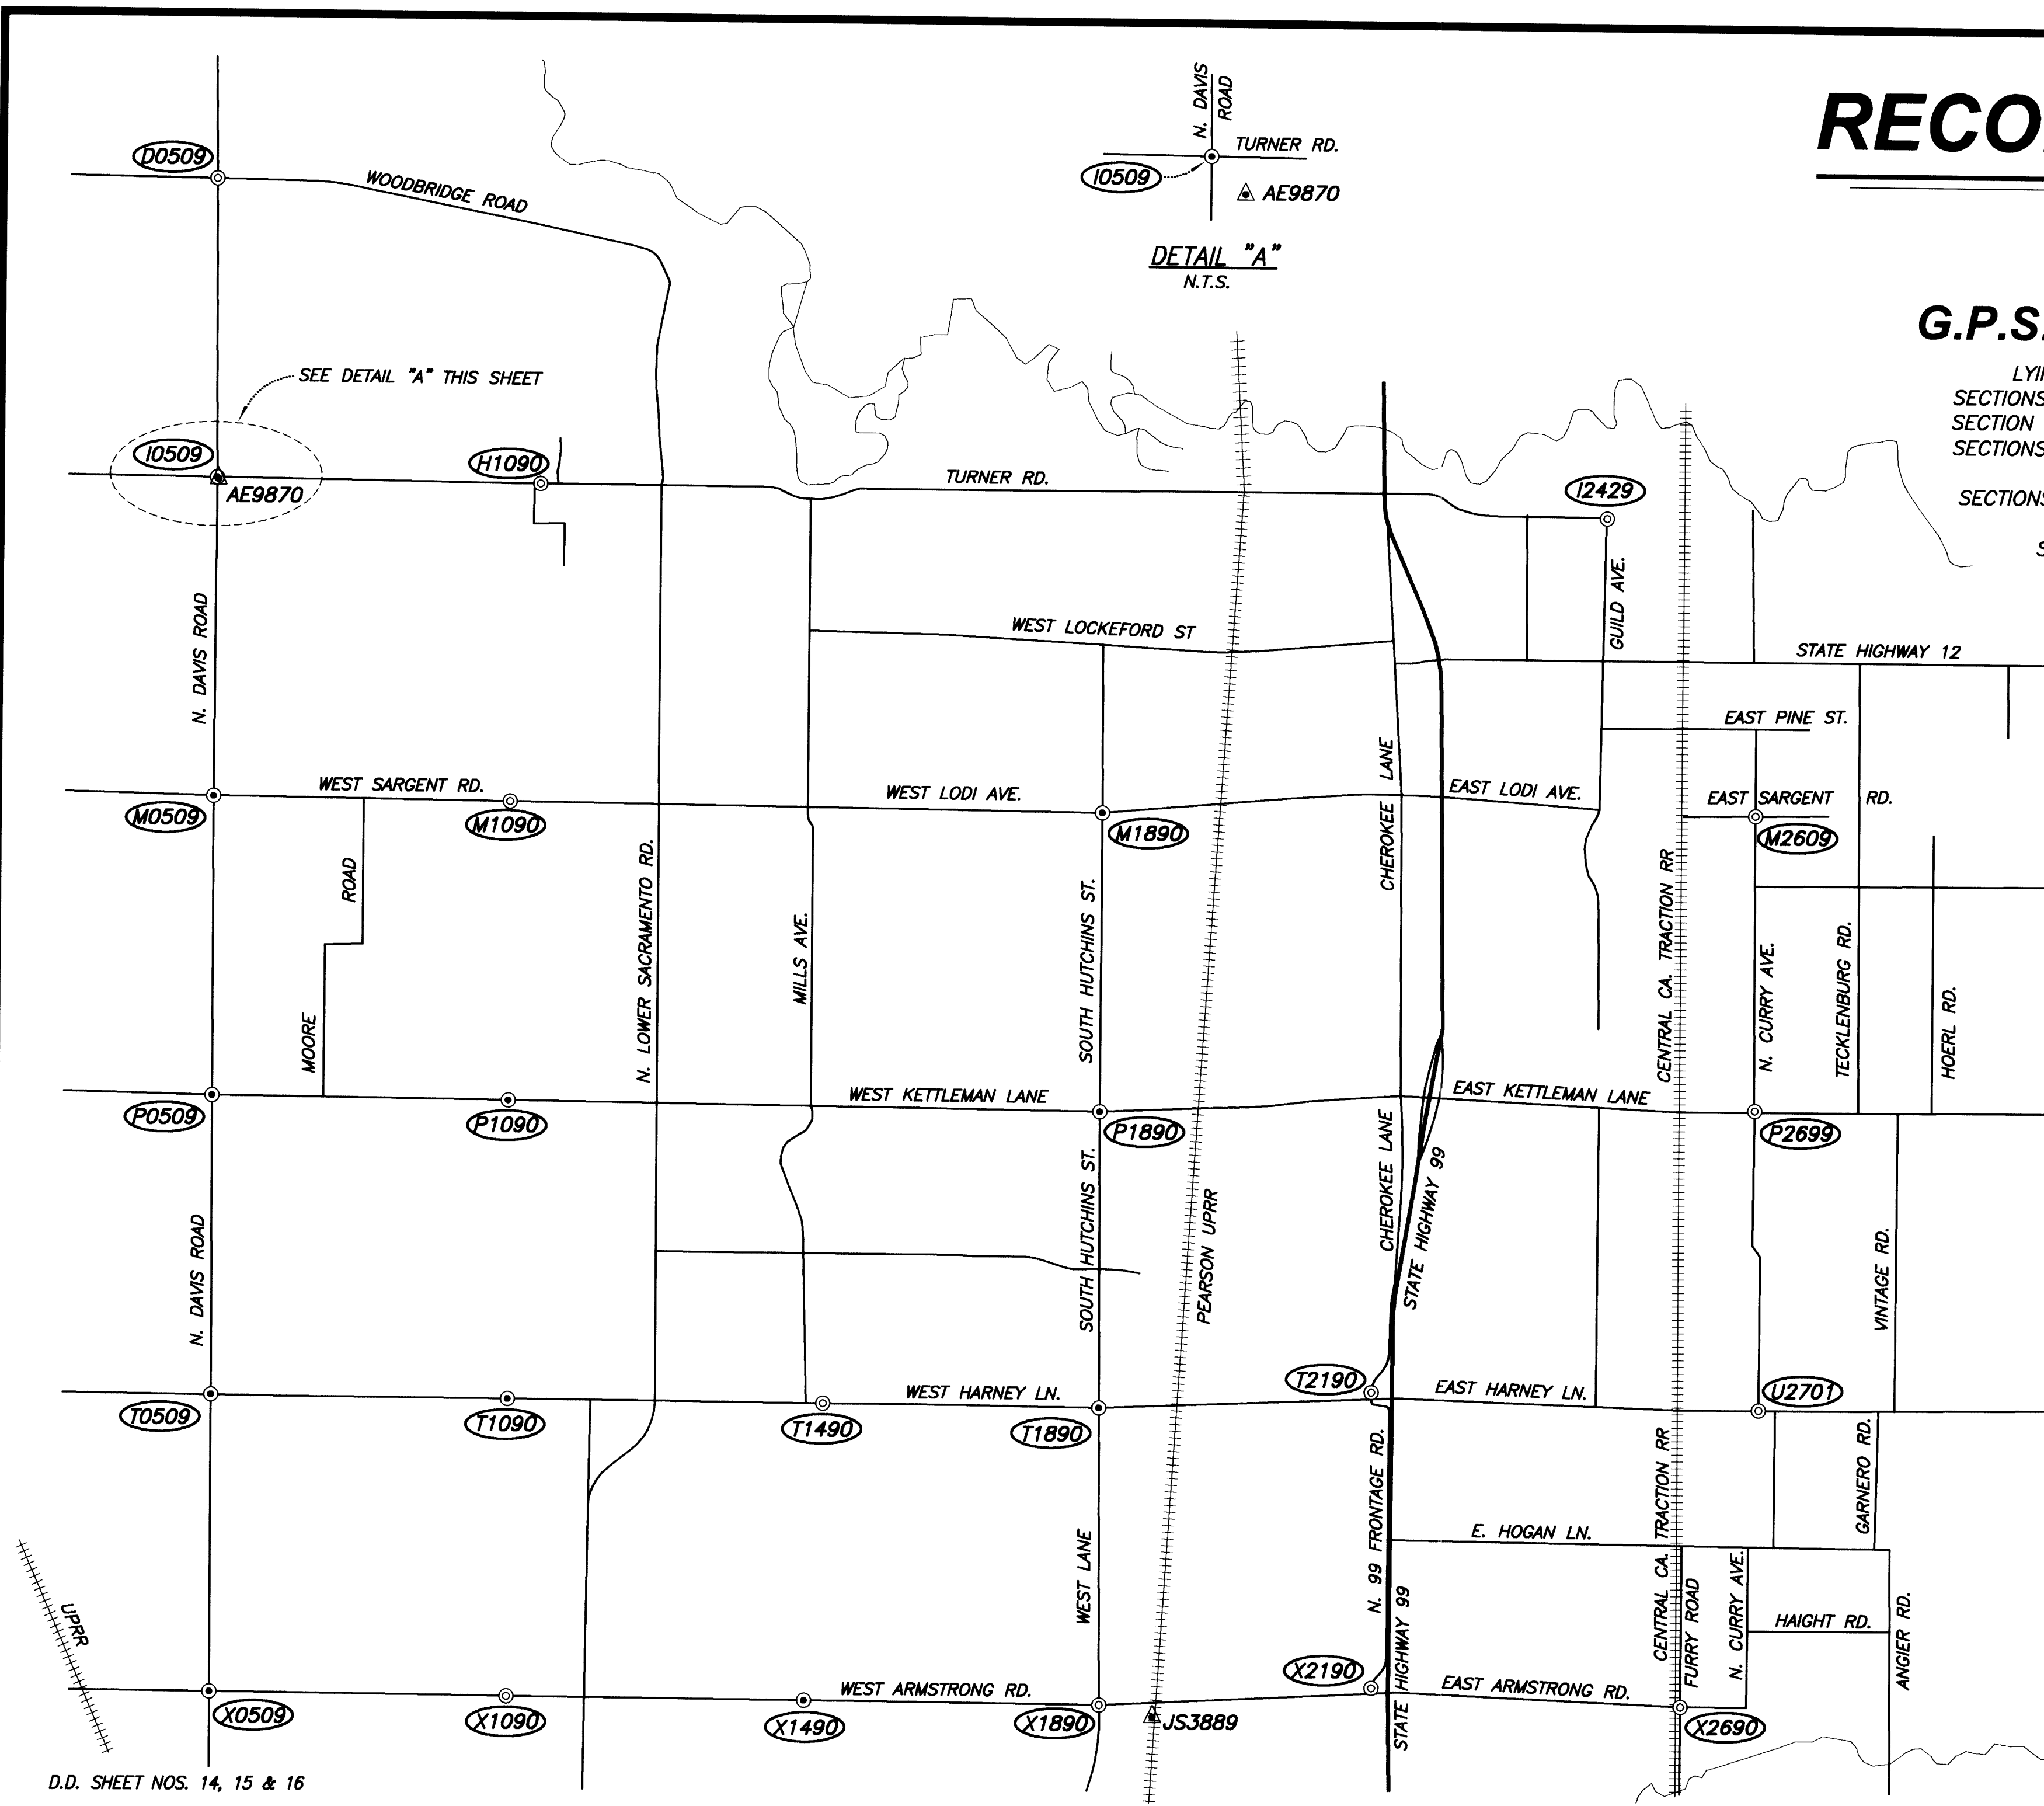 N. DAVIS
ROAD
TURNER RD.
I0509
AE9870
DETAIL "A"
N.T.S.
RECO
G.P.S.
SECTIONS
SECTION
SECTIONS
SECTIONS
D0509
WOODBRIDGE ROAD
SEE DETAIL "A" THIS SHEET
I0509
AE9870
H1090
TURNER RD.
I2429
GUILD AVE.
N. DAVIS ROAD
WEST LOCKEFORD ST
STATE HIGHWAY 12
EAST PINE ST.
CHEROKEE LANE
WEST SARGENT RD.
WEST LODI AVE.
EAST LODI AVE.
EAST SARGENT RD.
M0509
M1090
M1890
M2609
MOORE ROAD
N. LOWER SACRAMENTO RD.
MILLS AVE.
SOUTH HUTCHINS ST.
CENTRAL CA. TRACTION RR
N. CURRY AVE.
TECKLENBURG RD.
HOERL RD.
WEST KETTLEMAN LANE
EAST KETTLEMAN LANE
P0509
P1090
P1890
P2699
N. DAVIS ROAD
SOUTH HUTCHINS ST.
PEARSON UPRR
CHEROKEE LANE
STATE HIGHWAY 99
VINTAGE RD.
T2190
WEST HARNEY LN.
EAST HARNEY LN.
U2701
T0509
T1090
T1490
T1890
N. 99 FRONTAGE RD.
CENTRAL CA. TRACTION RR
GARNERO RD.
E. HOGAN LN.
WEST LANE
STATE HIGHWAY 99
FURRY ROAD
N. CURRY AVE.
HAIGHT RD.
ANGIER RD.
UPRR
X2190
WEST ARMSTRONG RD.
EAST ARMSTRONG RD.
X0509
X1090
X1490
X1890
JS3889
X2690
D.D. SHEET NOS. 14, 15 & 16